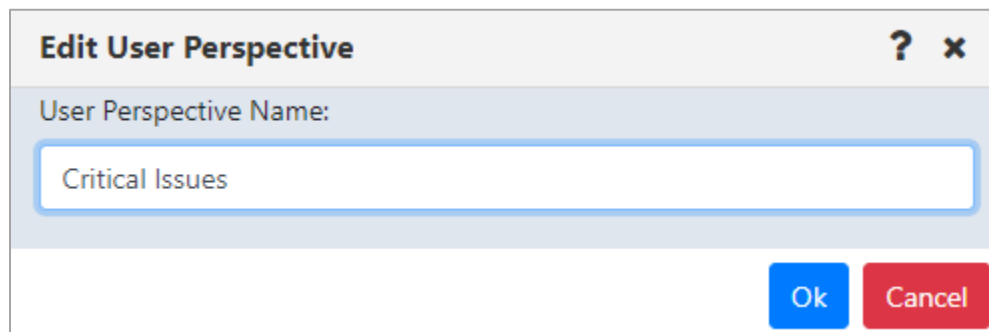 Edit User Perspective ? ×
User Perspective Name:
Critical Issues
Ok Cancel